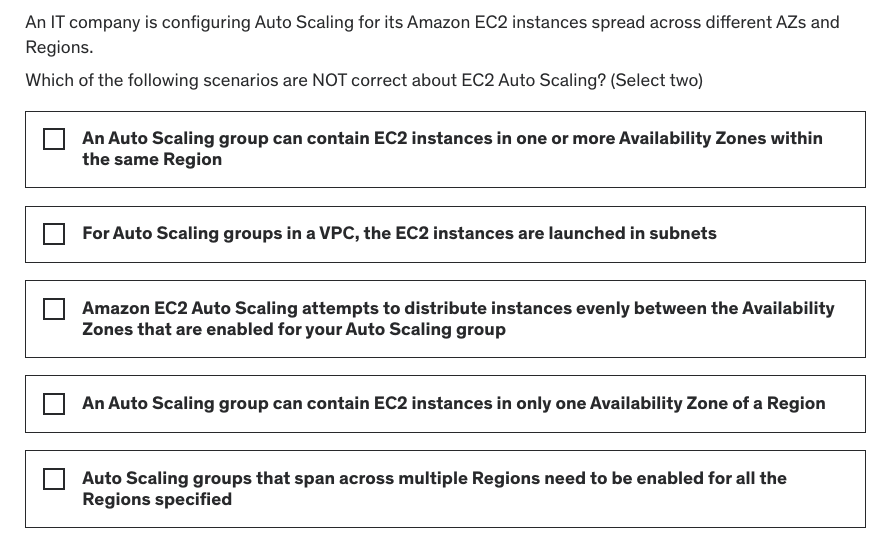 An IT company is configuring Auto Scaling for its Amazon EC2 instances spread across different AZs and
Regions.
Which of the following scenarios are NOT correct about EC2 Auto Scaling? (Select two)
An Auto Scaling group can contain EC2 instances in one or more Availability Zones within
the same Region
For Auto Scaling groups in a VPC, the EC2 instances are launched in subnets
Amazon EC2 Auto Scaling attempts to distribute instances evenly between the Availability
Zones that are enabled for your Auto Scaling group
An Auto Scaling group can contain EC2 instances in only one Availability Zone of a Region
Auto Scaling groups that span across multiple Regions need to be enabled for all the
Regions specified